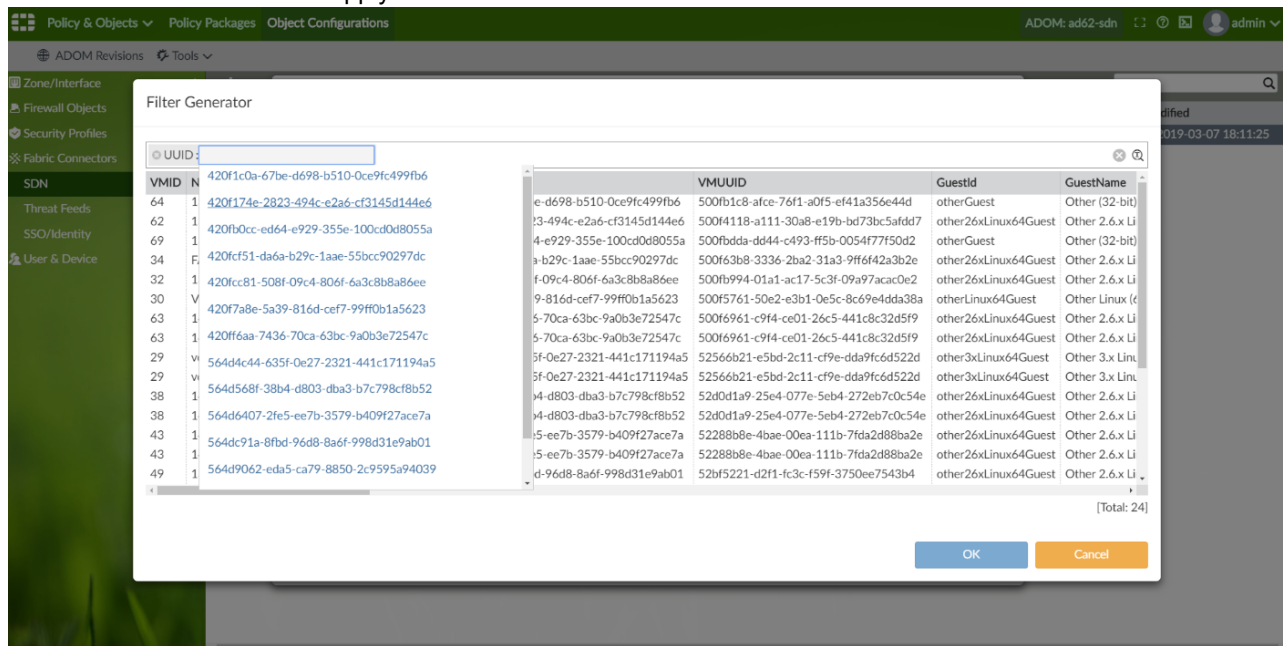 Policy & Objects Policy Packages Object Configurations ADOM: ad62-sdn admin
ADOM Revisions Tools
Zone/Interface
Firewall Objects
Security Profiles
Fabric Connectors
SDN
Threat Feeds
SSO/Identity
User & Device
dified
2019-03-07 18:11:25
Filter Generator
UUID:
420f1c0a-67be-d698-b510-0ce9fc499fb6
420f174e-2823-494c-e2a6-cf3145d144e6
420fb0cc-ed64-e929-355e-100cd0d8055a
420fcf51-da6a-b29c-1aae-55bcc90297dc
420fcc81-508f-09c4-806f-6a3c8b8a86ee
420f7a8e-5a39-816d-cef7-99ff0b1a5623
420ff6aa-7436-70ca-63bc-9a0b3e72547c
564d4c44-635f-0e27-2321-441c171194a5
564d568f-38b4-d803-dba3-b7c798cf8b52
564d6407-2fe5-ee7b-3579-b409f27ace7a
564dc91a-8fbd-96d8-8a6f-998d31e9ab01
564d9062-eda5-ca79-8850-2c9595a94039
VMID N VMUUID GuestId GuestName
64 1 e-d698-b510-0ce9fc499fb6 500fb1c8-afce-76f1-a0f5-ef41a356e44d otherGuest Other (32-bit)
62 1 23-494c-e2a6-cf3145d144e6 500f4118-a111-30a8-e19b-bd73bc5afdd7 other26xLinux64Guest Other 2.6.x Li
69 1 4-e929-355e-100cd0d8055a 500fbdda-dd44-c493-ff5b-0054f77f50d2 otherGuest Other (32-bit)
34 F a-b29c-1aae-55bcc90297dc 500f63b8-3336-2ba2-31a3-9ff6f42a3b2e other26xLinux64Guest Other 2.6.x Li
32 1 f-09c4-806f-6a3c8b8a86ee 500fb994-01a1-ac17-5c3f-09a97acac0e2 other26xLinux64Guest Other 2.6.x Li
30 V 9-816d-cef7-99ff0b1a5623 500f5761-50e2-e3b1-0e5c-8c69e4dda38a otherLinux64Guest Other Linux (
63 1 6-70ca-63bc-9a0b3e72547c 500f6961-c9f4-ce01-26c5-441c8c32d5f9 other26xLinux64Guest Other 2.6.x Li
63 1 6-70ca-63bc-9a0b3e72547c 500f6961-c9f4-ce01-26c5-441c8c32d5f9 other26xLinux64Guest Other 2.6.x Li
29 v 5f-0e27-2321-441c171194a5 52566b21-e5bd-2c11-cf9e-dda9fc6d522d other3xLinux64Guest Other 3.x Linu
29 v 5f-0e27-2321-441c171194a5 52566b21-e5bd-2c11-cf9e-dda9fc6d522d other3xLinux64Guest Other 3.x Linu
38 1 4-d803-dba3-b7c798cf8b52 52d0d1a9-25e4-077e-5eb4-272eb7c0c54e other26xLinux64Guest Other 2.6.x Li
38 1 4-d803-dba3-b7c798cf8b52 52d0d1a9-25e4-077e-5eb4-272eb7c0c54e other26xLinux64Guest Other 2.6.x Li
43 1 e5-ee7b-3579-b409f27ace7a 52288b8e-4bae-00ea-111b-7fda2d88ba2e other26xLinux64Guest Other 2.6.x Li
43 1 e5-ee7b-3579-b409f27ace7a 52288b8e-4bae-00ea-111b-7fda2d88ba2e other26xLinux64Guest Other 2.6.x Li
49 1 d-96d8-8a6f-998d31e9ab01 52bf5221-d2f1-fc3c-f59f-3750ee7543b4 other26xLinux64Guest Other 2.6.x Li
[Total: 24]
OK Cancel